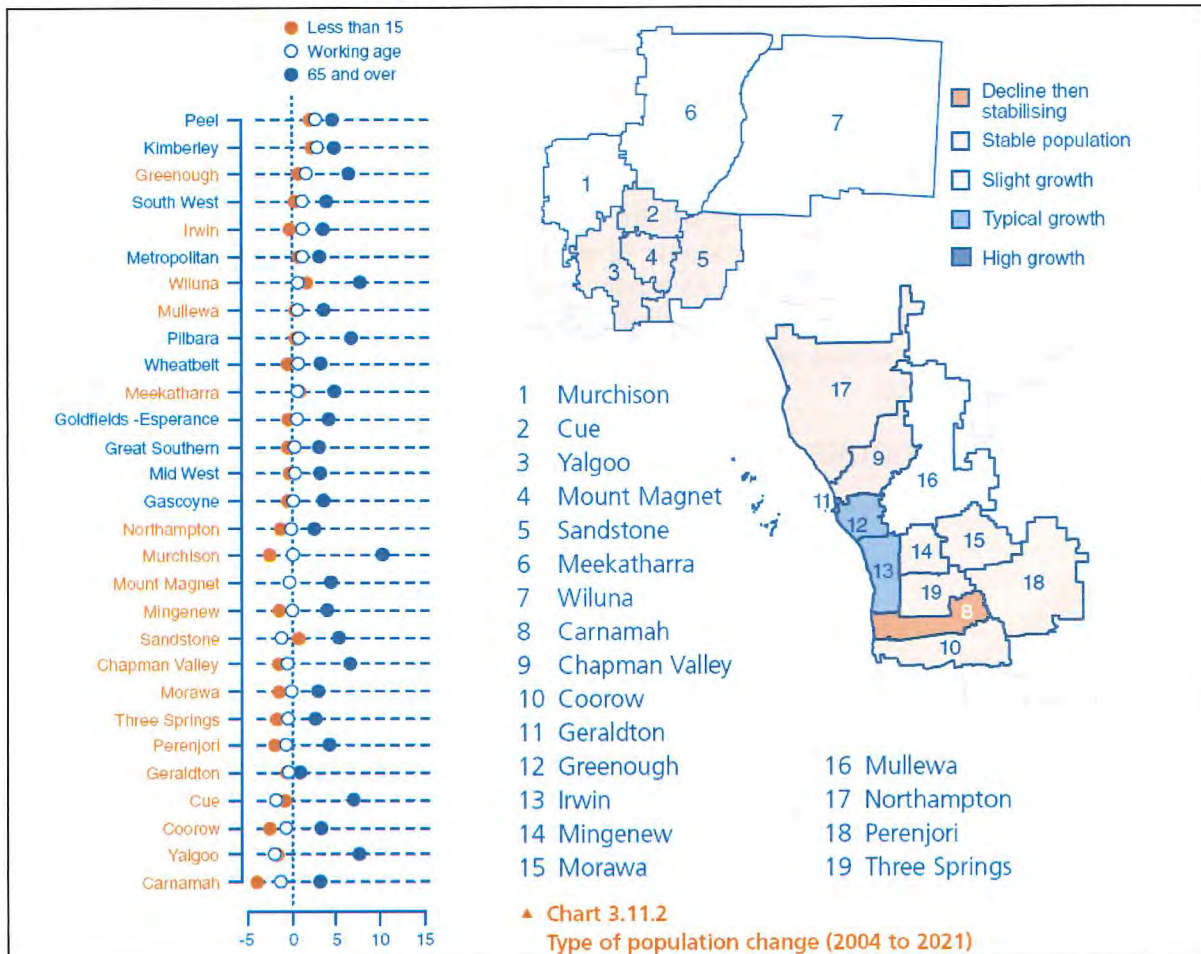 Less than 15
Working age
65 and over
Peel
Kimberley
Greenough
South West
Irwin
Metropolitan
Wiluna
Mullewa
Pilbara
Wheatbelt
Meekatharra
Goldfields -Esperance
Great Southern
Mid West
Gascoyne
Northampton
Murchison
Mount Magnet
Mingenew
Sandstone
Chapman Valley
Morawa
Three Springs
Perenjori
Geraldton
Cue
Coorow
Yalgoo
Carnamah
-5 0 5 10 15
6
7
1
2
3
4
5
Decline then
stabilising
Stable population
Slight growth
Typical growth
High growth
17
9
16
11
12
13
14
15
18
19
8
10
1 Murchison
2 Cue
3 Yalgoo
4 Mount Magnet
5 Sandstone
6 Meekatharra
7 Wiluna
8 Carnamah
9 Chapman Valley
10 Coorow
11 Geraldton
12 Greenough
13 Irwin
14 Mingenew
15 Morawa
16 Mullewa
17 Northampton
18 Perenjori
19 Three Springs
▲ Chart 3.11.2
Type of population change (2004 to 2021)